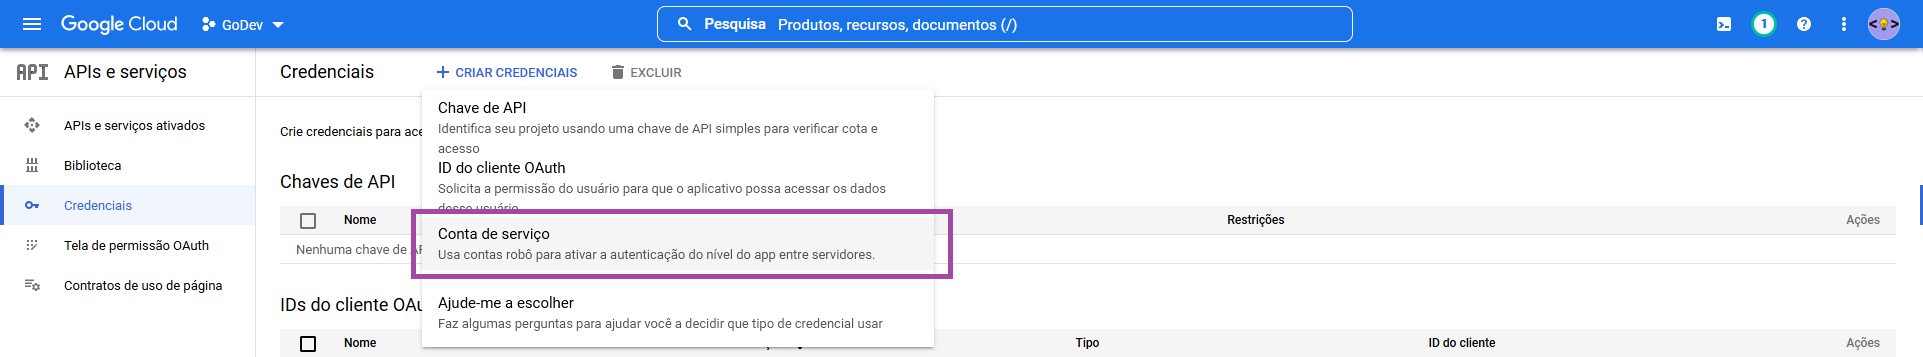 Google Cloud GoDev Pesquisa Produtos, recursos, documentos (/) 1
API APIs e serviços Credenciais CRIAR CREDENCIAIS EXCLUIR
APIs e serviços ativados
Biblioteca
Credenciais
Tela de permissão OAuth
Contratos de uso de página
Crie credenciais para ace
Chave de API
Identifica seu projeto usando uma chave de API simples para verificar cota e
acesso
ID do cliente OAuth
Solicita a permissão do usuário para que o aplicativo possa acessar os dados
desse usuário
Conta de serviço
Usa contas robô para ativar a autenticação do nível do app entre servidores.
Ajude-me a escolher
Faz algumas perguntas para ajudar você a decidir que tipo de credencial usar
Chaves de API
Nome Restrições Ações
Nenhuma chave de AP
IDs do cliente OAu
Nome Tipo ID do cliente Ações